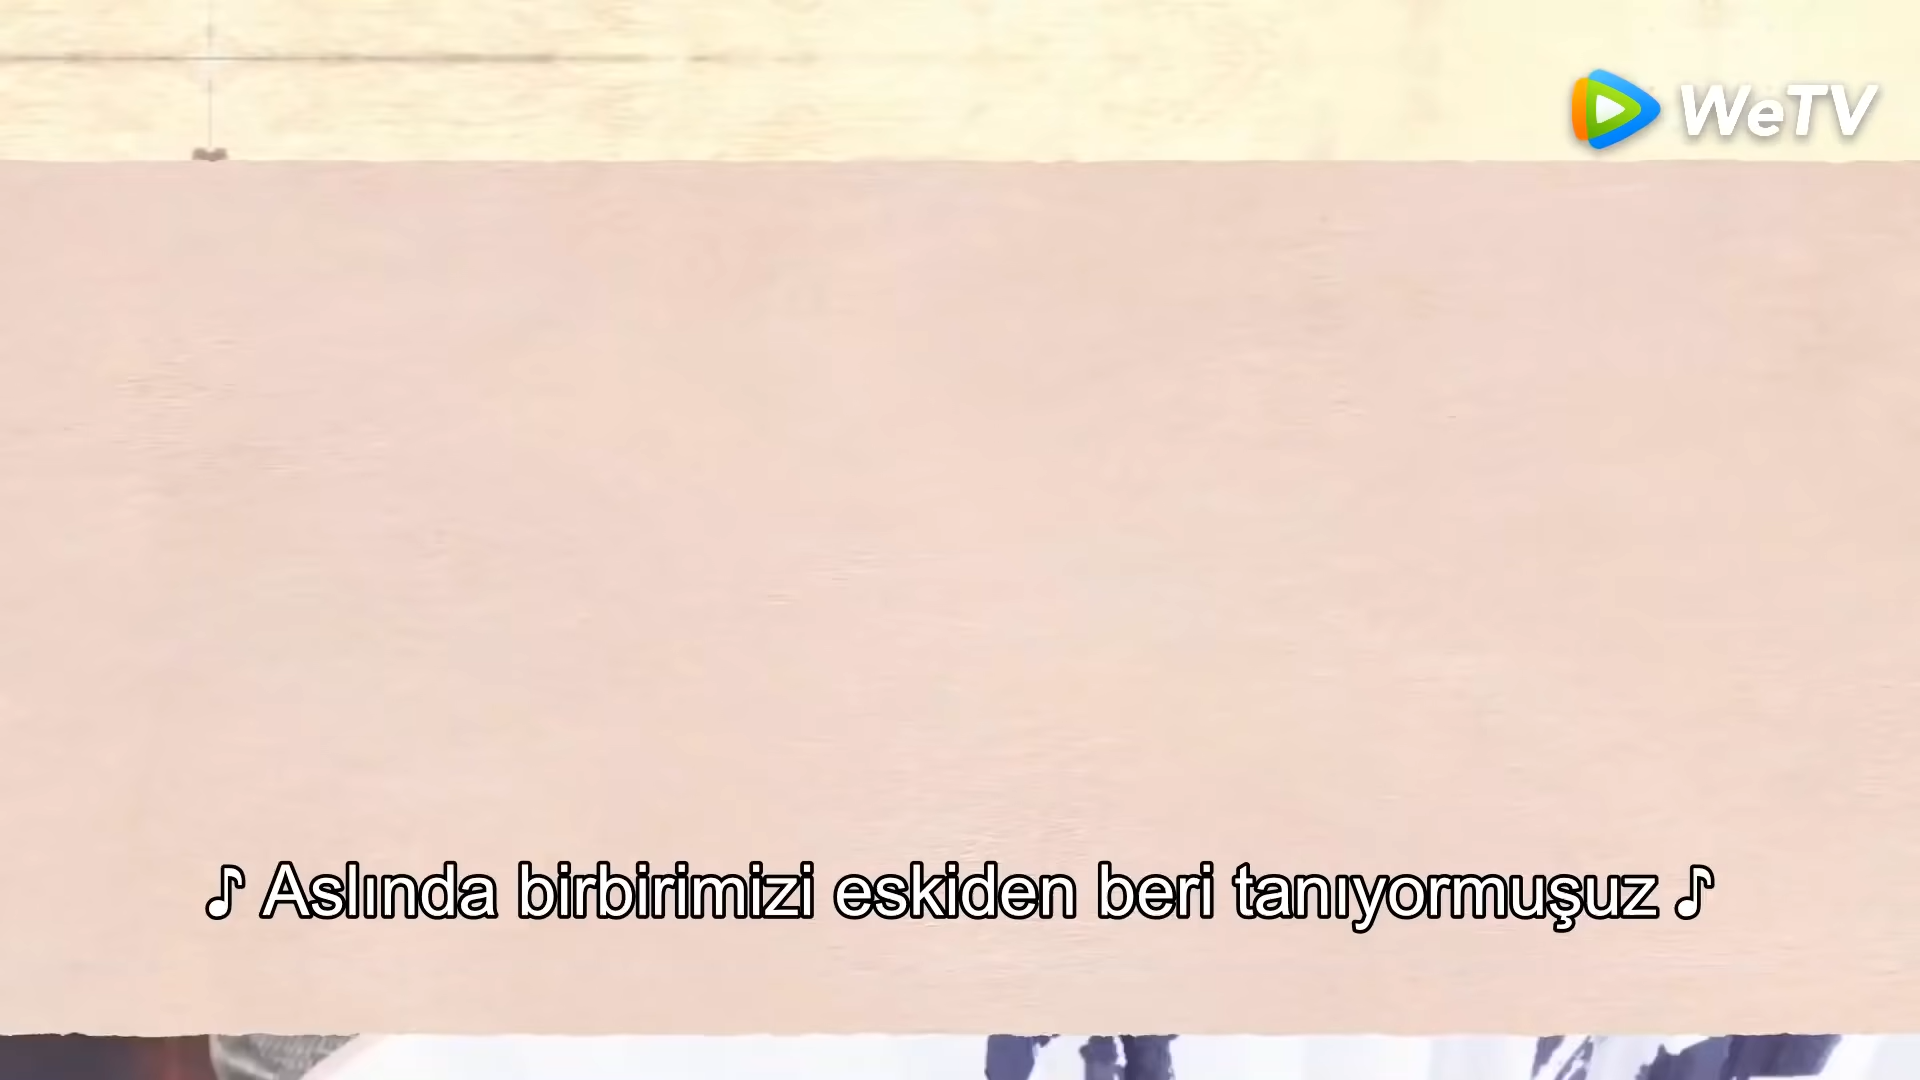 WeTV
♪ Aslında birbirimizi eskiden beri tanıyormuşuz ♪